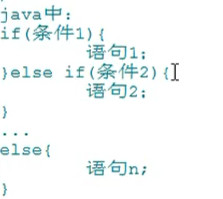 java中:
if(条件1){
语句1;
}else if(条件2){
语句2;
}
...
else{
语句n;
}